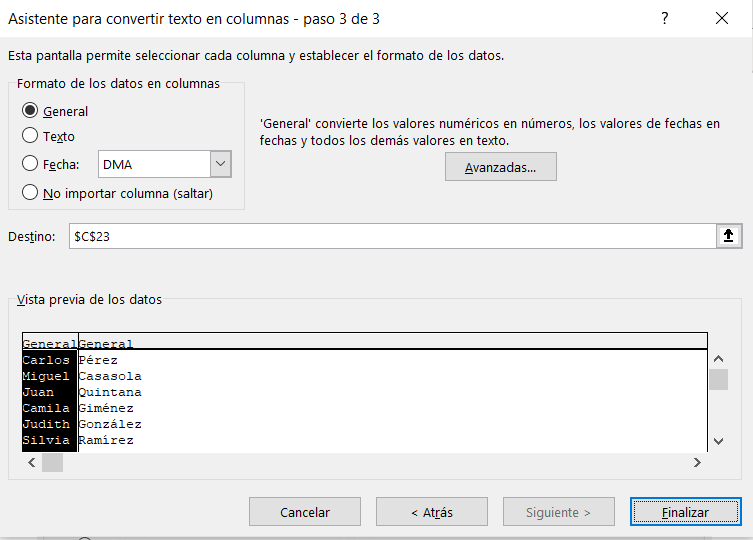 Asistente para convertir texto en columnas - paso 3 de 3
Esta pantalla permite seleccionar cada columna y establecer el formato de los datos.
Formato de los datos en columnas
General
Texto
Fecha: DMA
No importar columna (saltar)
'General' convierte los valores numéricos en números, los valores de fechas en
fechas y todos los demás valores en texto.
Avanzadas...
Destino: $C$23
Vista previa de los datos
General General
Carlos Pérez
Miguel Casasola
Juan Quintana
Camila Giménez
Judith González
Silvia Ramírez
Cancelar < Atrás Siguiente > Finalizar